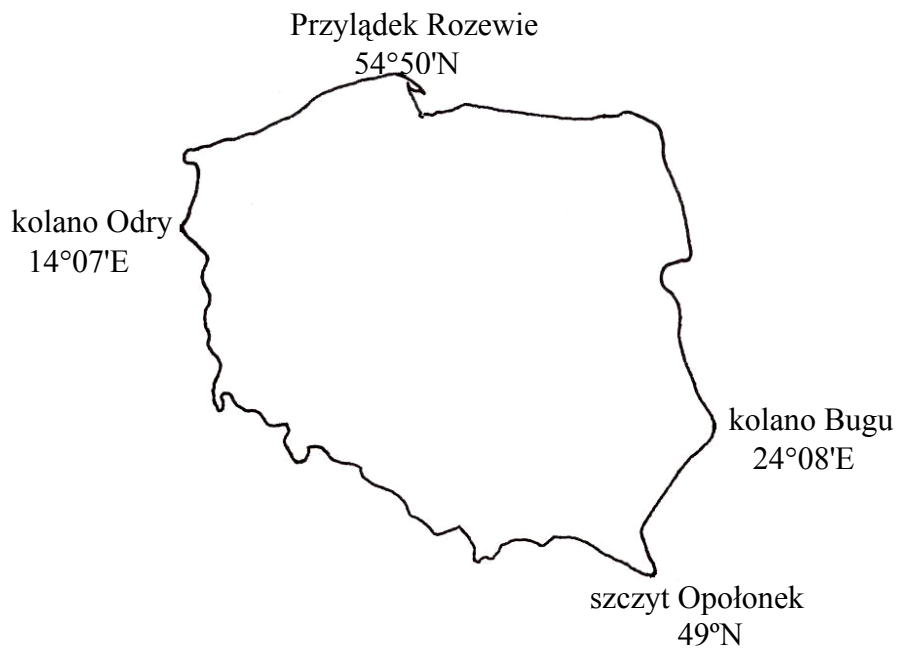 Przylądek Rozewie
54°50'N
kolano Odry
14°07'E
kolano Bugu
24°08'E
szczyt Opołonek
49ºN